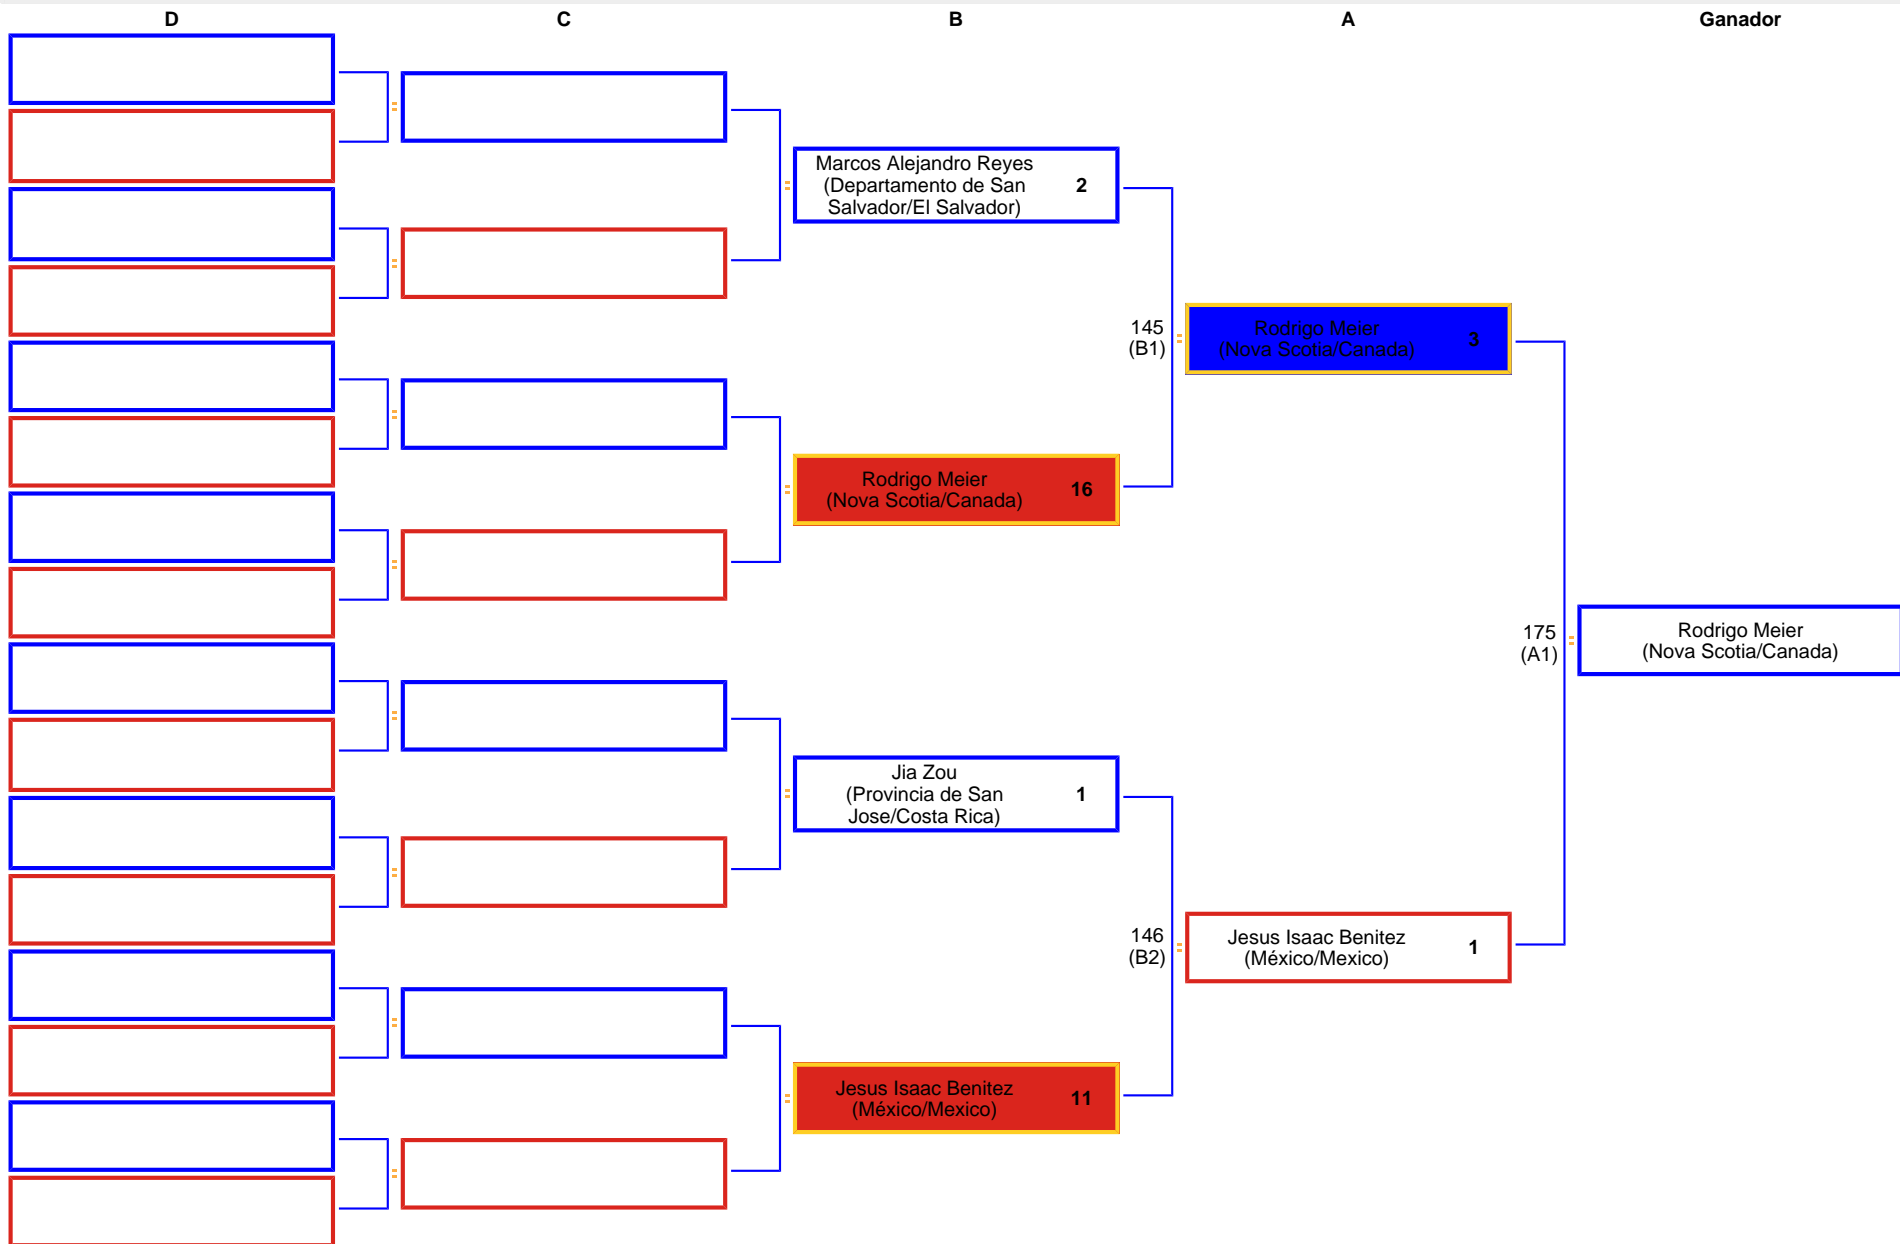 D
C
B
A
Ganador
Marcos Alejandro Reyes
(Departamento de San
Salvador/El Salvador)
2
145
(B1)
Rodrigo Meier
(Nova Scotia/Canada)
3
Rodrigo Meier
(Nova Scotia/Canada)
16
175
(A1)
Rodrigo Meier
(Nova Scotia/Canada)
Jia Zou
(Provincia de San
Jose/Costa Rica)
1
146
(B2)
Jesus Isaac Benitez
(México/Mexico)
1
Jesus Isaac Benitez
(México/Mexico)
11